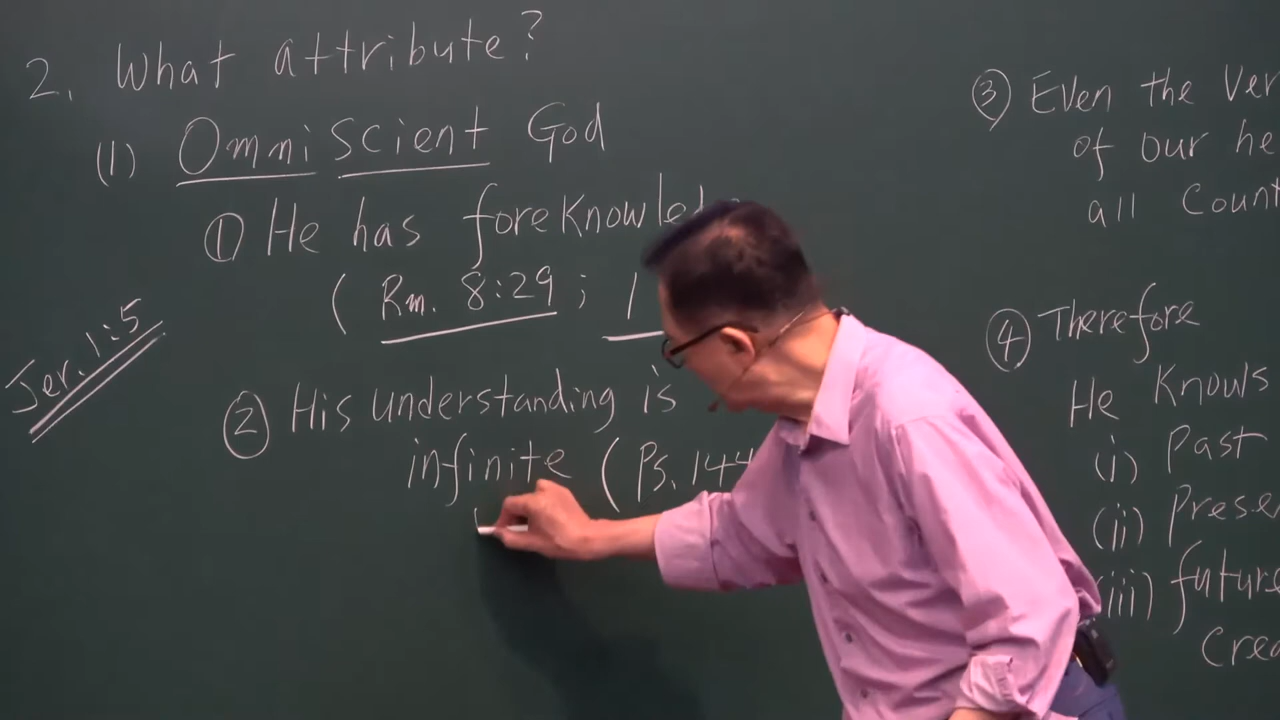 2. What attribute?
(1) Omniscient God
① He has foreknowle
( Rm. 8:29 ; 1
Jer. 1:5
② His understanding is
infinite (Ps. 144
③ Even the Ver
of our he
all Count
④ Therefore
He Knows
(i) Past
(ii) Prese
(iii) future
Crea